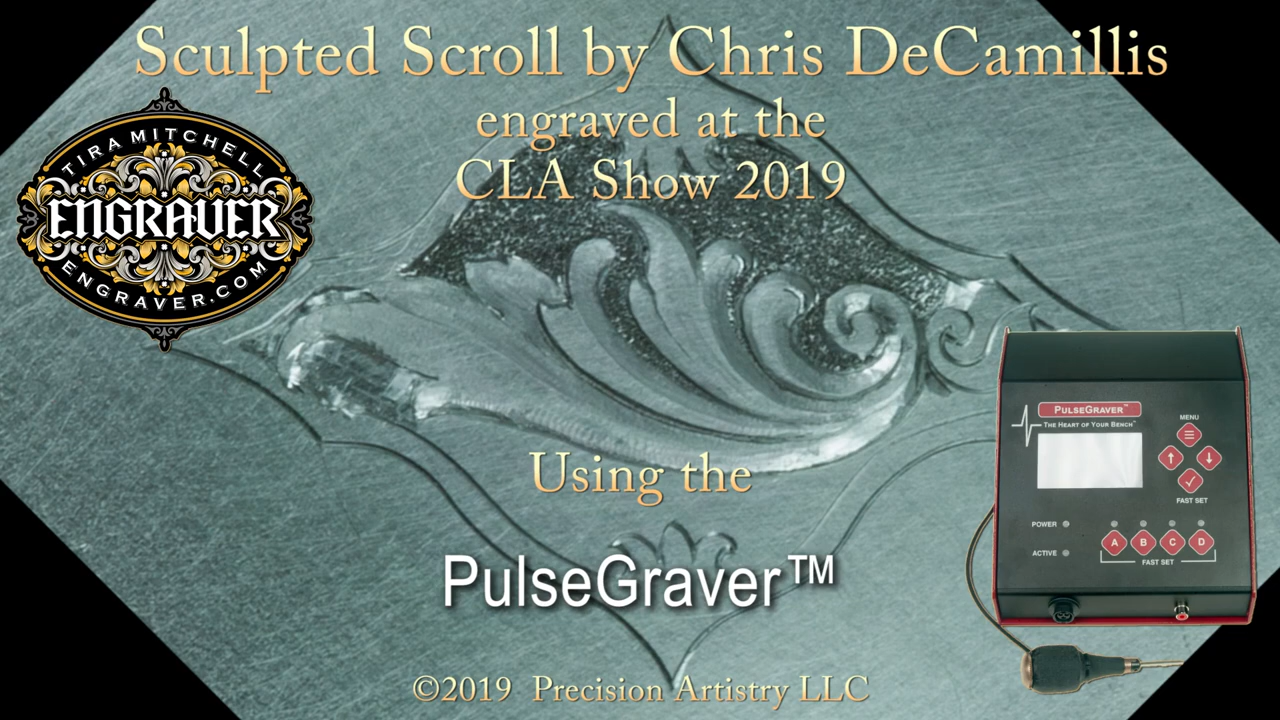 Sculpted Scroll by Chris DeCamillis
engraved at the
CLA Show 2019
TIRA MITCHELL
ENGRAVER
ENGRAVER.COM
PULSEGRAVER™
THE HEART OF YOUR BENCH™
MENU
FAST SET
POWER
ACTIVE
A B C D
FAST SET
Using the
PulseGraver™
©2019 Precision Artistry LLC